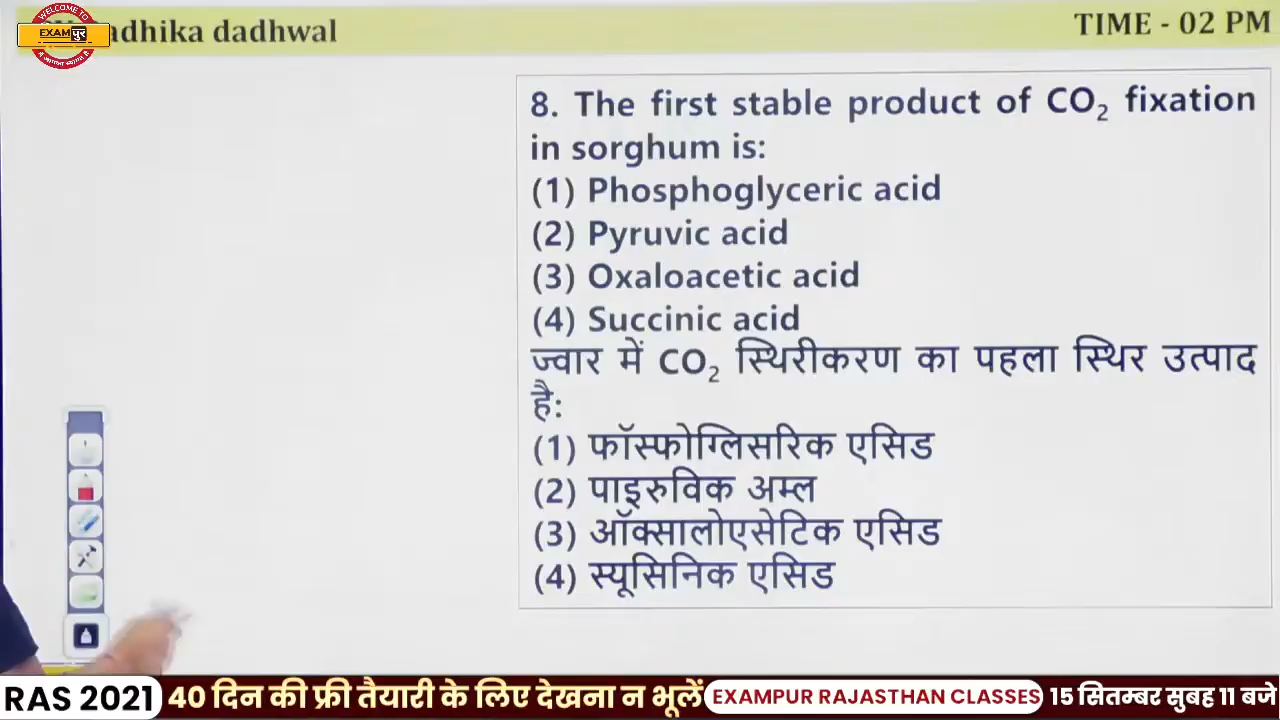 WELCOME TO
EXAMपुर
adhika dadhwal
TIME - 02 PM
8. The first stable product of CO₂ fixation
in sorghum is:
(1) Phosphoglyceric acid
(2) Pyruvic acid
(3) Oxaloacetic acid
(4) Succinic acid
ज्वार में CO₂ स्थिरीकरण का पहला स्थिर उत्पाद
है:
(1) फॉस्फोग्लिसरिक एसिड
(2) पाइरुविक अम्ल
(3) ऑक्सालोएसेटिक एसिड
(4) स्यूसिनिक एसिड
RAS 2021 40 दिन की फ्री तैयारी के लिए देखना न भूलें EXAMPUR RAJASTHAN CLASSES 15 सितम्बर सुबह 11 बजे